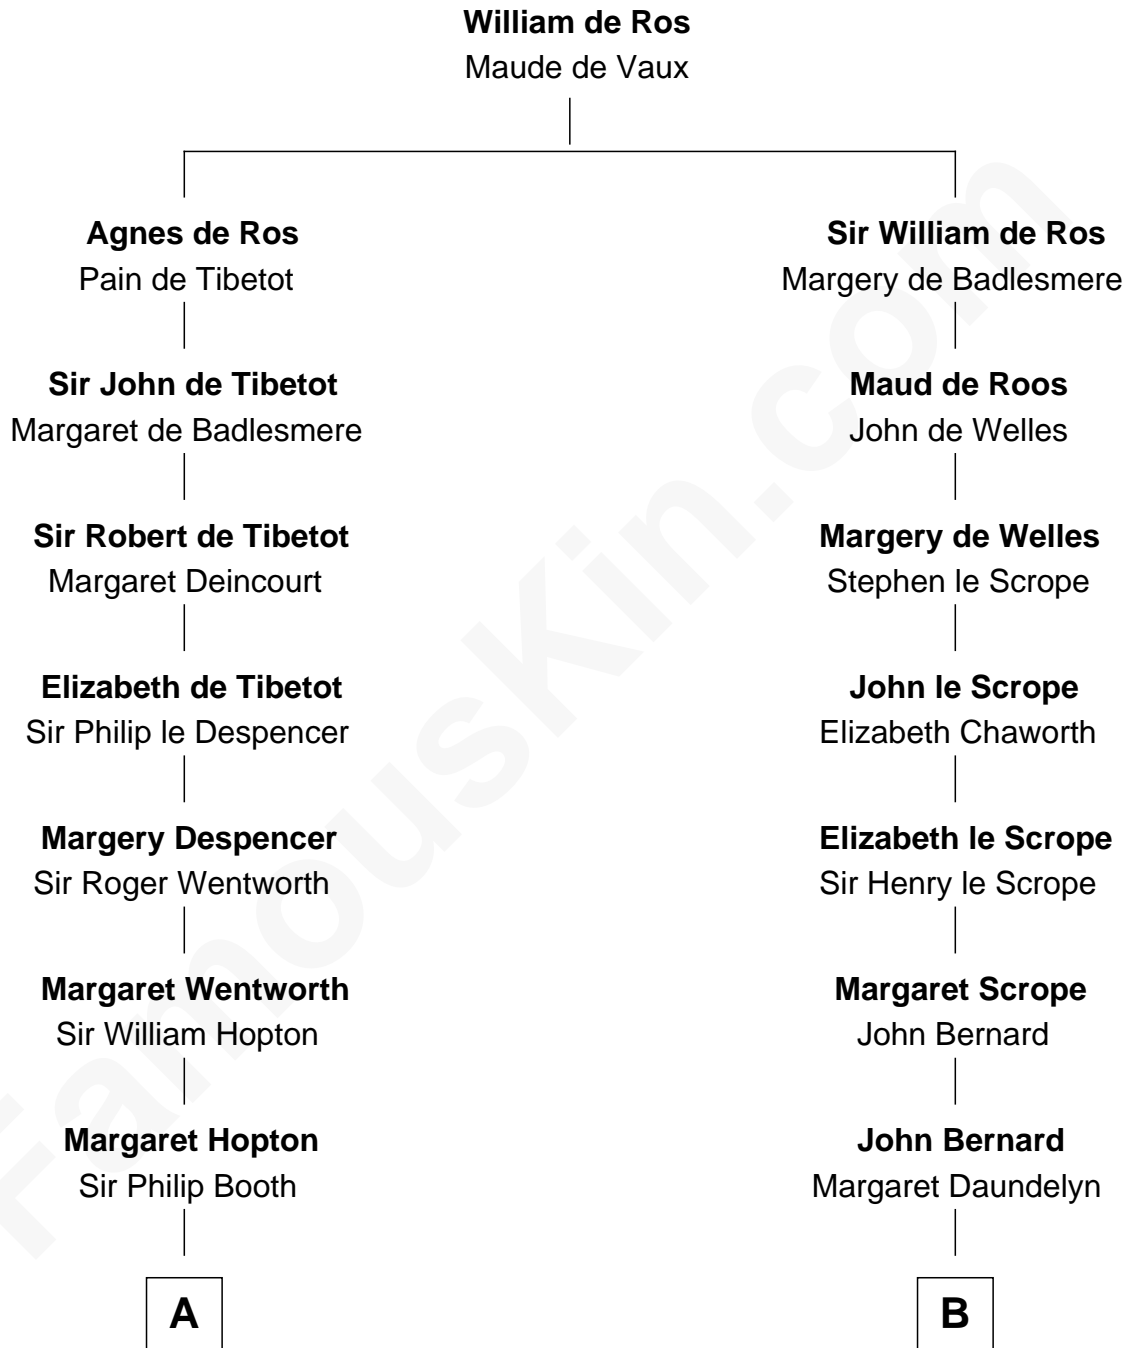 William de Ros
Maude de Vaux
Agnes de Ros
Pain de Tibetot
Sir William de Ros
Margery de Badlesmere
Sir John de Tibetot
Margaret de Badlesmere
Maud de Roos
John de Welles
Sir Robert de Tibetot
Margaret Deincourt
Margery de Welles
Stephen le Scrope
Elizabeth de Tibetot
Sir Philip le Despencer
John le Scrope
Elizabeth Chaworth
Margery Despencer
Sir Roger Wentworth
Elizabeth le Scrope
Sir Henry le Scrope
Margaret Wentworth
Sir William Hopton
Margaret Scrope
John Bernard
Margaret Hopton
Sir Philip Booth
John Bernard
Margaret Daundelyn
A
B
FamousKin.com